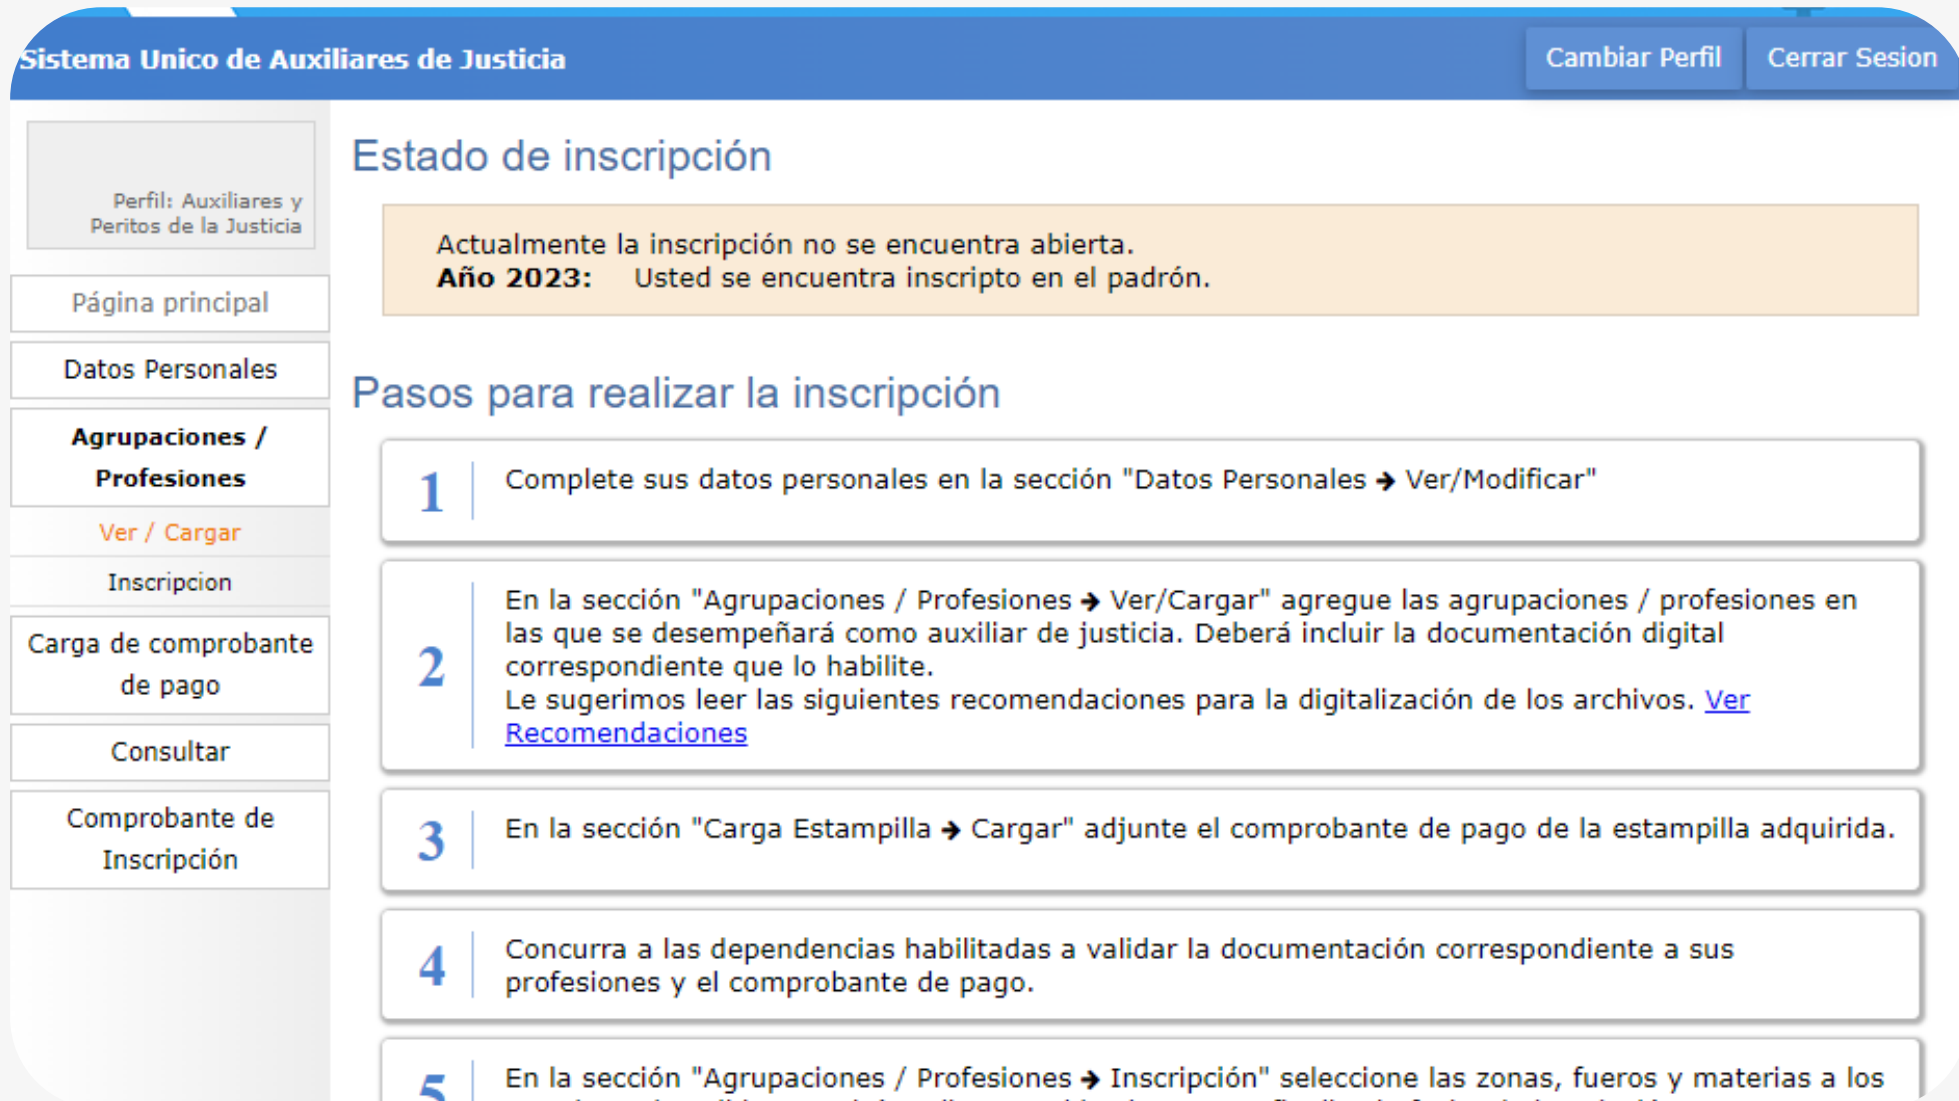 Sistema Unico de Auxiliares de Justicia
Cambiar Perfil
Cerrar Sesion
Perfil: Auxiliares y
Peritos de la Justicia
Página principal
Datos Personales
Agrupaciones /
Profesiones
Ver / Cargar
Inscripcion
Carga de comprobante
de pago
Consultar
Comprobante de
Inscripción
Estado de inscripción
Actualmente la inscripción no se encuentra abierta.
Año 2023: Usted se encuentra inscripto en el padrón.
Pasos para realizar la inscripción
1 Complete sus datos personales en la sección "Datos Personales → Ver/Modificar"
2 En la sección "Agrupaciones / Profesiones → Ver/Cargar" agregue las agrupaciones / profesiones en
las que se desempeñará como auxiliar de justicia. Deberá incluir la documentación digital
correspondiente que lo habilite.
Le sugerimos leer las siguientes recomendaciones para la digitalización de los archivos. Ver
Recomendaciones
3 En la sección "Carga Estampilla → Cargar" adjunte el comprobante de pago de la estampilla adquirida.
4 Concurra a las dependencias habilitadas a validar la documentación correspondiente a sus
profesiones y el comprobante de pago.
5 En la sección "Agrupaciones / Profesiones → Inscripción" seleccione las zonas, fueros y materias a los